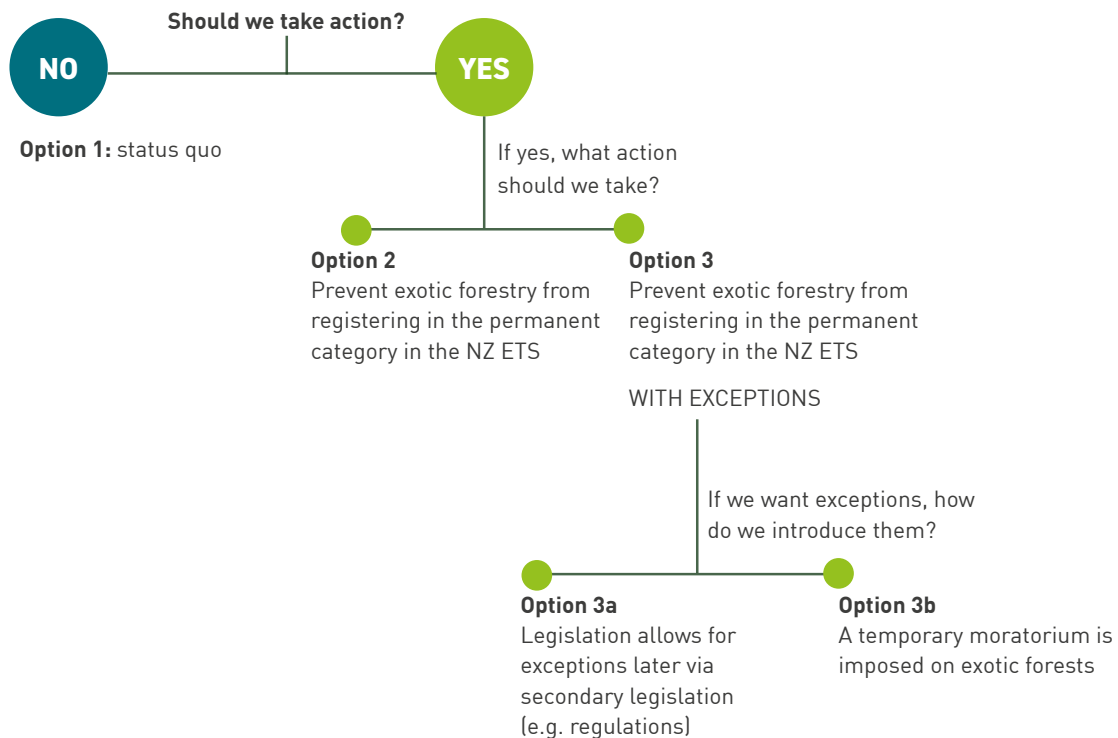 Should we take action?
NO
YES
Option 1: status quo
If yes, what action
should we take?
Option 2
Prevent exotic forestry from
registering in the permanent
category in the NZ ETS
Option 3
Prevent exotic forestry from
registering in the permanent
category in the NZ ETS
WITH EXCEPTIONS
If we want exceptions, how
do we introduce them?
Option 3a
Legislation allows for
exceptions later via
secondary legislation
(e.g. regulations)
Option 3b
A temporary moratorium is
imposed on exotic forests